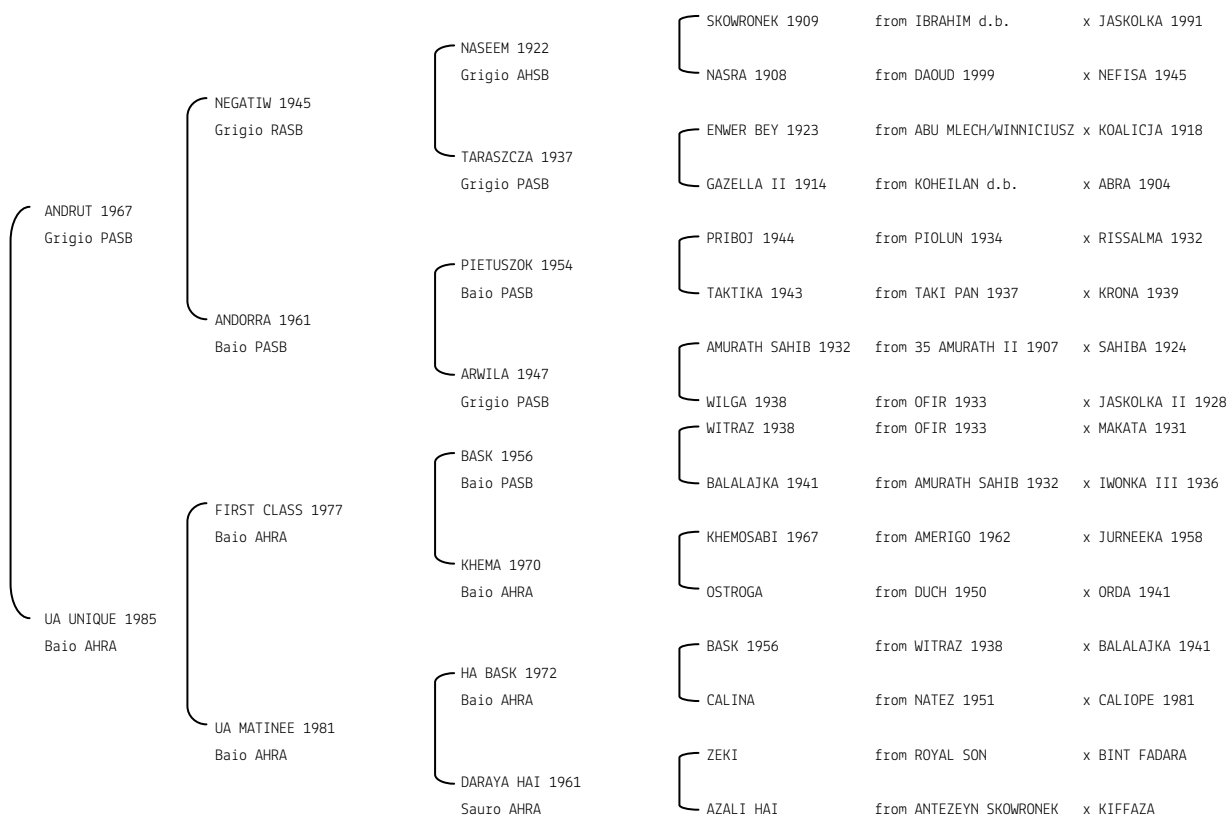 SKOWRONEK 1909 from IBRAHIM d.b. x JASKOLKA 1991
NASEEM 1922
Grigio AHSB
NASRA 1908 from DAOUD 1999 x NEFISA 1945
NEGATIW 1945
Grigio RASB
ENWER BEY 1923 from ABU MLECH/WINNICIUSZ x KOALICJA 1918
TARASZCZA 1937
Grigio PASB
GAZELLA II 1914 from KOHEILAN d.b. x ABRA 1904
ANDRUT 1967
Grigio PASB
PRIBOJ 1944 from PIOLUN 1934 x RISSALMA 1932
PIETUSZOK 1954
Baio PASB
TAKTIKA 1943 from TAKI PAN 1937 x KRONA 1939
ANDORRA 1961
Baio PASB
AMURATH SAHIB 1932 from 35 AMURATH II 1907 x SAHIBA 1924
ARWILA 1947
Grigio PASB
WILGA 1938 from OFIR 1933 x JASKOLKA II 1928
WITRAZ 1938 from OFIR 1933 x MAKATA 1931
BASK 1956
Baio PASB
BALALAJKA 1941 from AMURATH SAHIB 1932 x IWONKA III 1936
FIRST CLASS 1977
Baio AHRA
KHEMOSABI 1967 from AMERIGO 1962 x JURNEEKA 1958
KHEMA 1970
Baio AHRA
OSTROGA from DUCH 1950 x ORDA 1941
UA UNIQUE 1985
Baio AHRA
BASK 1956 from WITRAZ 1938 x BALALAJKA 1941
HA BASK 1972
Baio AHRA
CALINA from NATEZ 1951 x CALIOPE 1981
UA MATINEE 1981
Baio AHRA
ZEKI from ROYAL SON x BINT FADARA
DARAYA HAI 1961
Sauro AHRA
AZALI HAI from ANTEZEYN SKOWRONEK x KIFFAZA